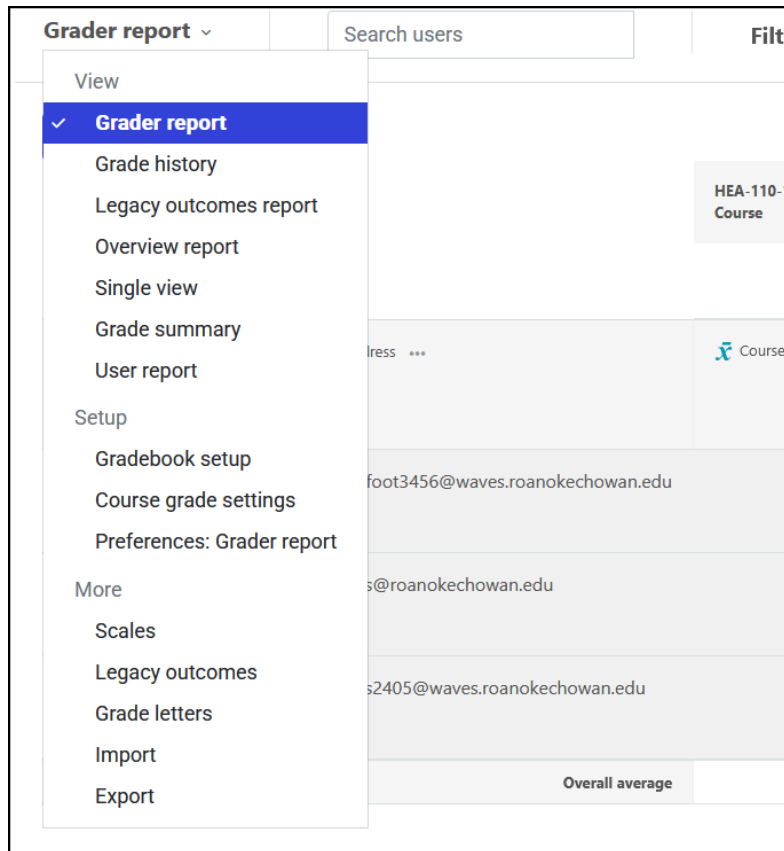 Grader report
Search users
Filt
View
Grader report
Grade history
Legacy outcomes report
Overview report
Single view
Grade summary
User report
Setup
Gradebook setup
Course grade settings
Preferences: Grader report
More
Scales
Legacy outcomes
Grade letters
Import
Export
HEA-110-
Course
dress
Course
foot3456@waves.roanokechowan.edu
s@roanokechowan.edu
s2405@waves.roanokechowan.edu
Overall average